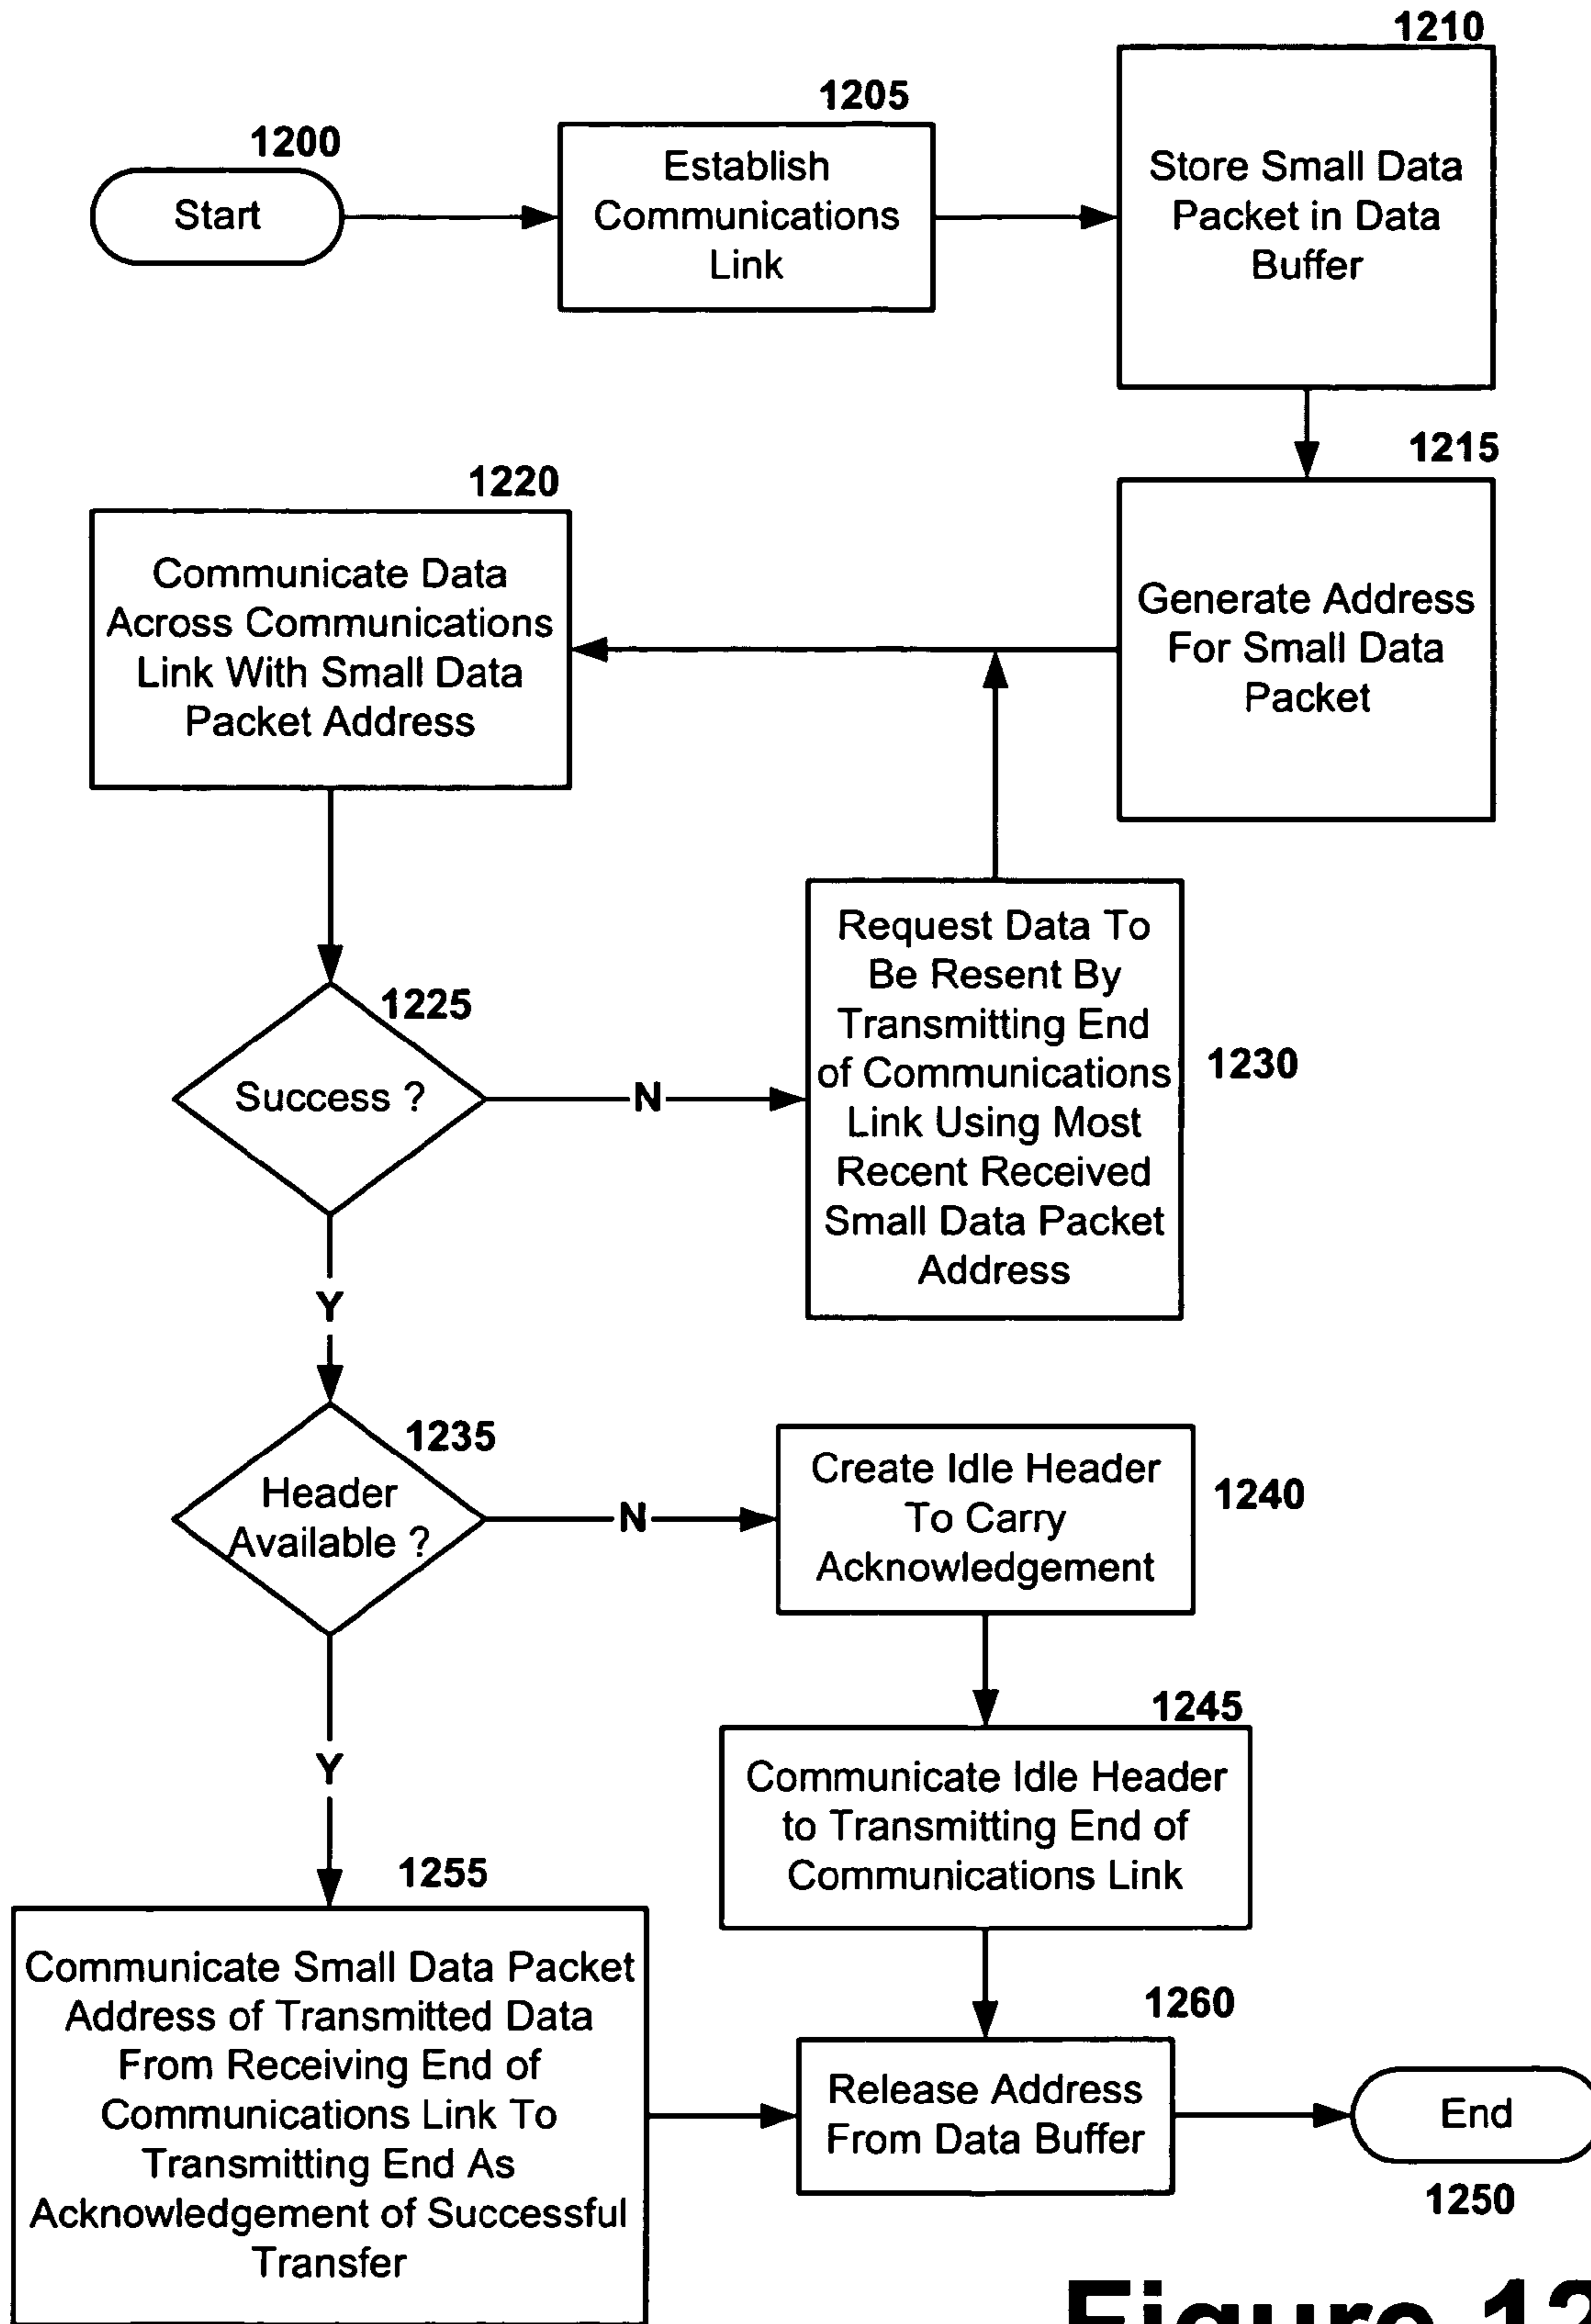 1200
Start
1205
Establish
Communications
Link
1210
Store Small Data
Packet in Data
Buffer
1215
Generate Address
For Small Data
Packet
1220
Communicate Data
Across Communications
Link With Small Data
Packet Address
1225
Success ?
N
1230
Request Data To
Be Resent By
Transmitting End
of Communications
Link Using Most
Recent Received
Small Data Packet
Address
Y
1235
Header
Available ?
N
1240
Create Idle Header
To Carry
Acknowledgement
1245
Communicate Idle Header
to Transmitting End of
Communications Link
Y
1255
Communicate Small Data Packet
Address of Transmitted Data
From Receiving End of
Communications Link To
Transmitting End As
Acknowledgement of Successful
Transfer
1260
Release Address
From Data Buffer
End
1250
Figure 12